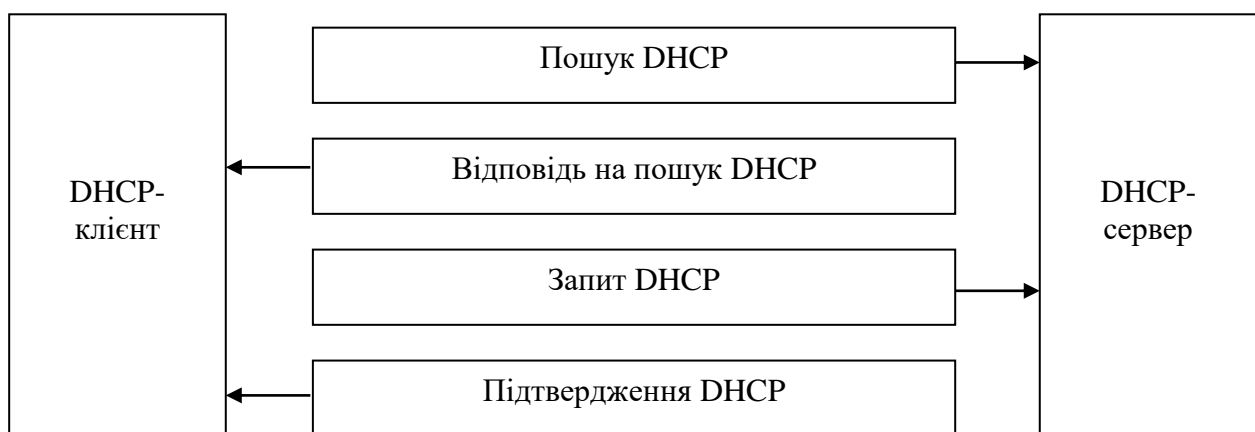 Пошук DHCP
Відповідь на пошук DHCP
DHCP-
клієнт
DHCP-
сервер
Запит DHCP
Підтвердження DHCP